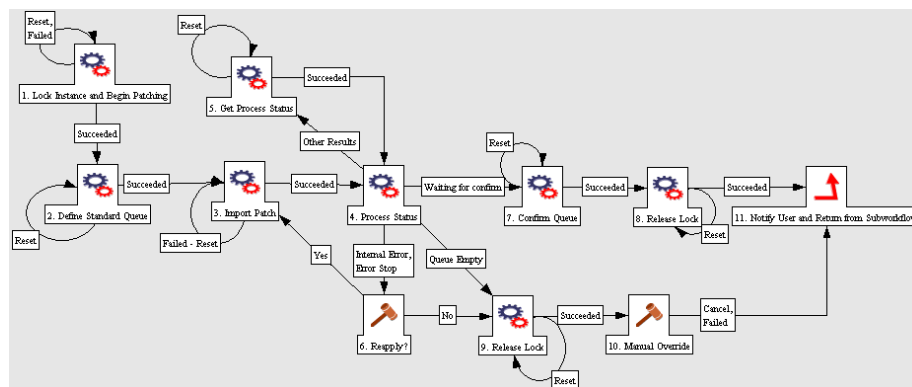 Reset,
Failed
1. Lock Instance and Begin Patching
Succeeded
Reset
5. Get Process Status
Succeeded
Other Results
2. Define Standard Queue
Reset
Succeeded
3. Import Patch
Failed - Reset
Succeeded
4. Process Status
Waiting for confirm
Reset
7. Confirm Queue
Succeeded
8. Release Lock
Reset
Succeeded
11. Notify User and Return from Subworkflow
Yes
Internal Error,
Error Stop
Queue Empty
6. Reapply?
No
9. Release Lock
Reset
Succeeded
10. Manual Override
Cancel,
Failed